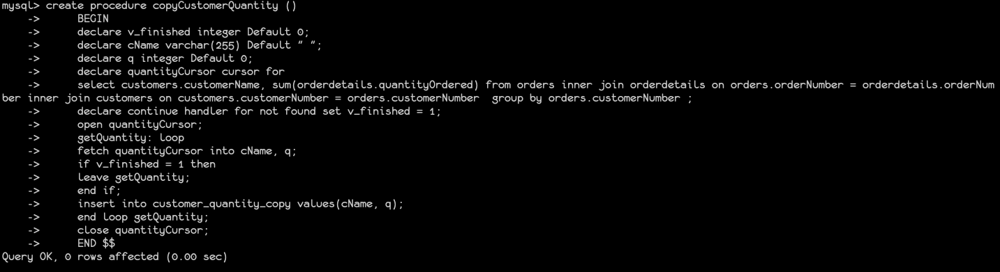 mysql> create procedure copyCustomerQuantity ()
    ->      BEGIN
    ->      declare v_finished integer Default 0;
    ->      declare cName varchar(255) Default " ";
    ->      declare q integer Default 0;
    ->      declare quantityCursor cursor for
    ->      select customers.customerName, sum(orderdetails.quantityOrdered) from orders inner join orderdetails on orders.orderNumber = orderdetails.orderNum
ber inner join customers on customers.customerNumber = orders.customerNumber  group by orders.customerNumber ;
    ->      declare continue handler for not found set v_finished = 1;
    ->      open quantityCursor;
    ->      getQuantity: loop
    ->      fetch quantityCursor into cName, q;
    ->      if v_finished = 1 then
    ->      leave getQuantity;
    ->      end if;
    ->      insert into customer_quantity_copy values(cName, q);
    ->      end loop getQuantity;
    ->      close quantityCursor;
    ->      END $$
Query OK, 0 rows affected (0.00 sec)